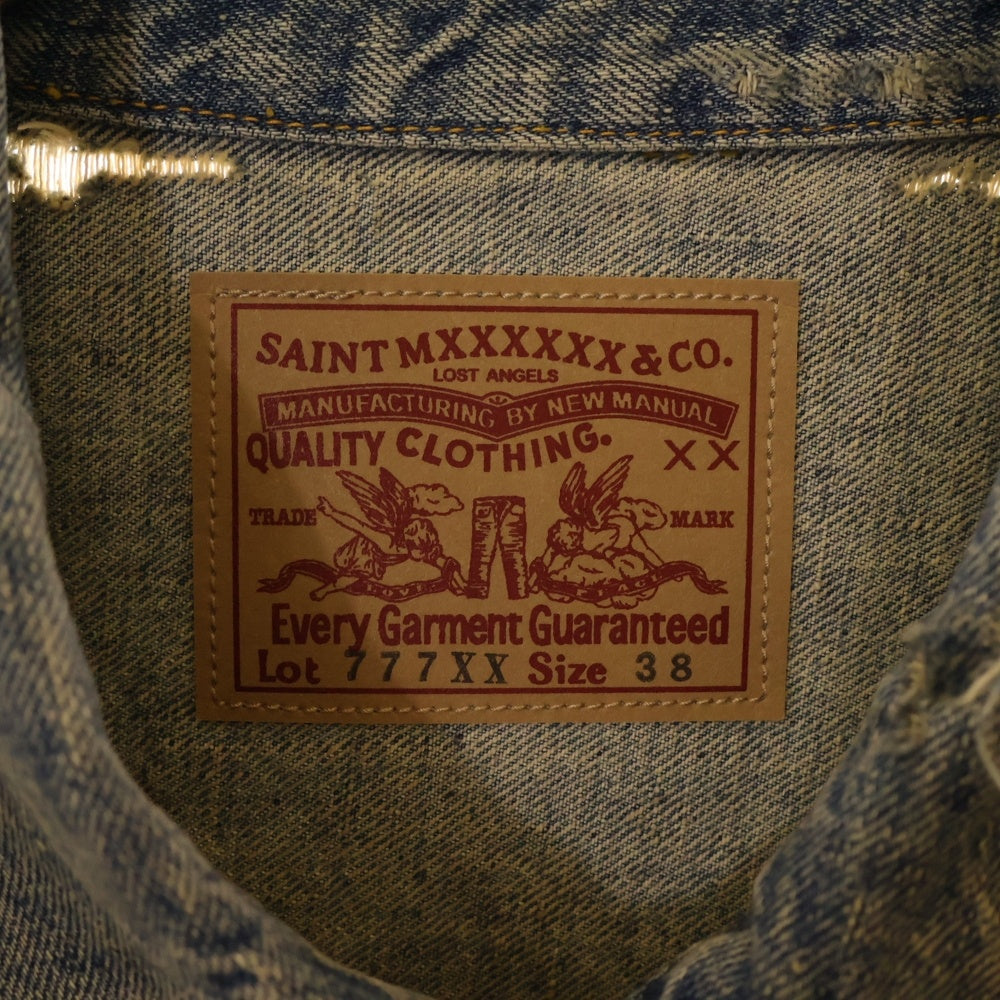 SAINT MXXXXXX & CO.
LOST ANGELS
MANUFACTURING BY NEW MANUAL
QUALITY CLOTHING. XX
TRADE MARK
Every Garment Guaranteed
Lot 777XX Size 38